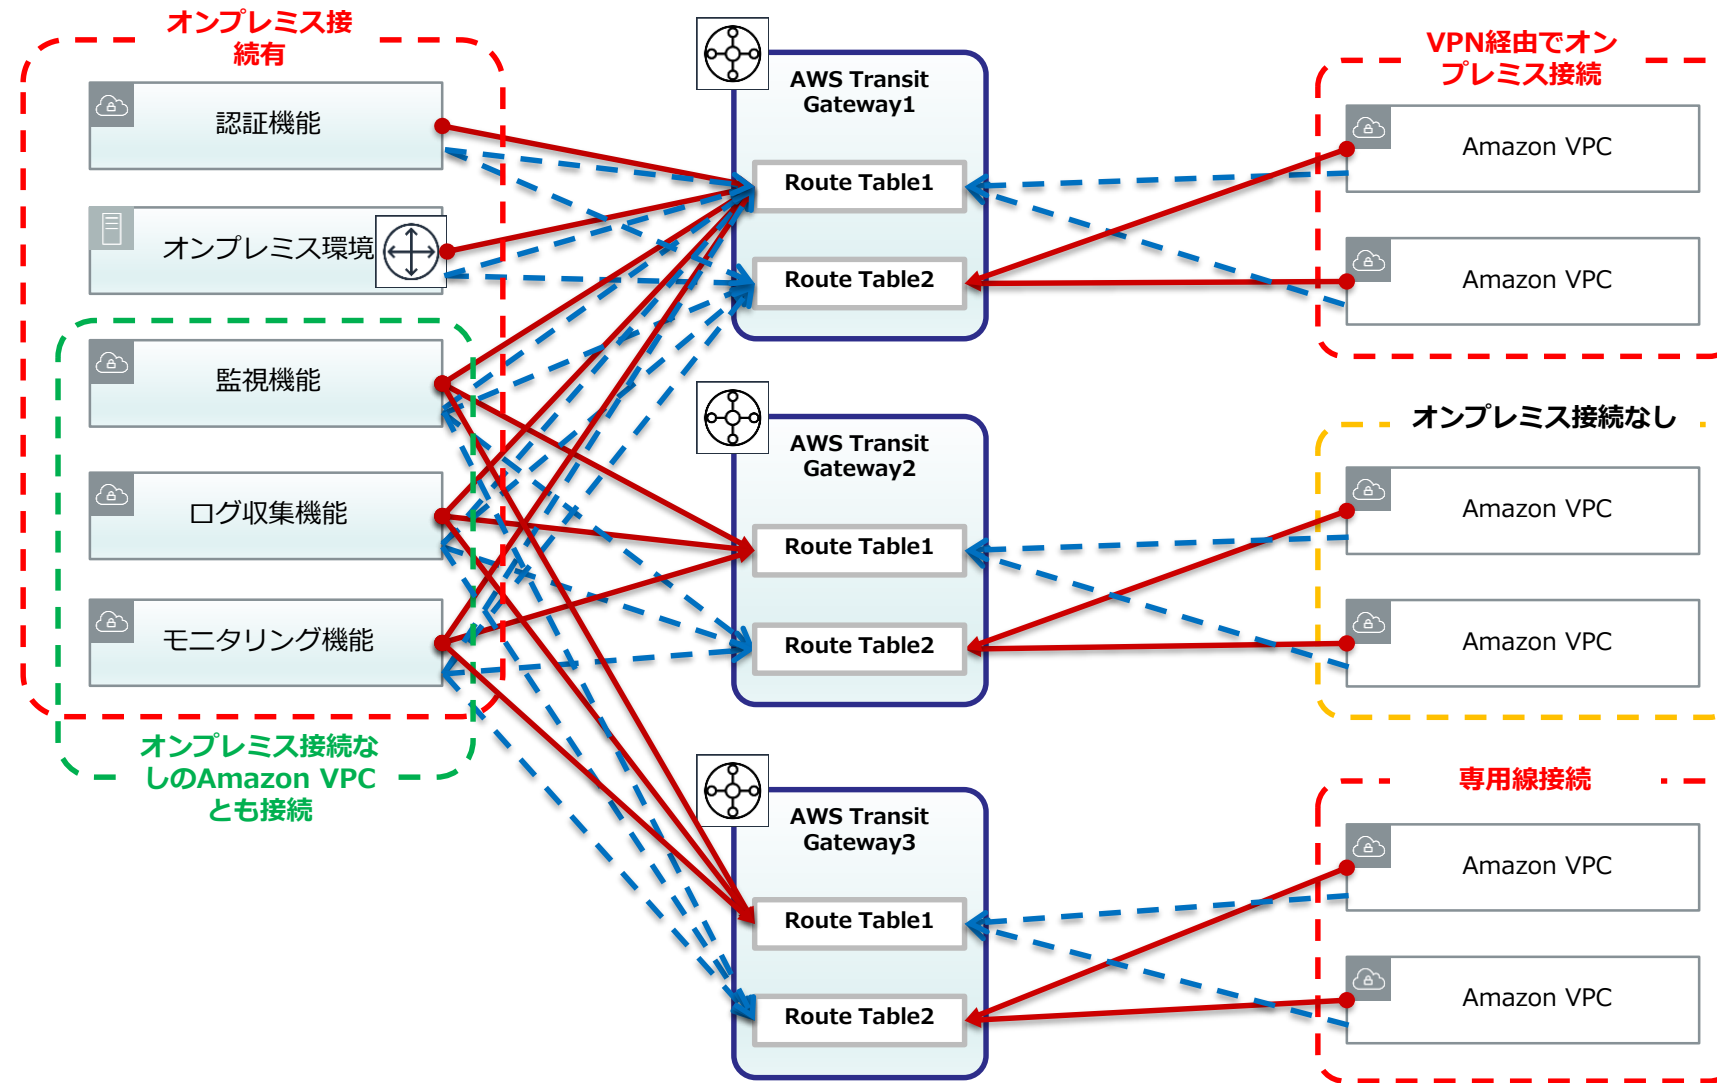 オンプレミス接
続有
認証機能
オンプレミス環境
監視機能
ログ収集機能
モニタリング機能
オンプレミス接続な
しのAmazon VPC
とも接続
AWS Transit
Gateway1
Route Table1
Route Table2
AWS Transit
Gateway2
Route Table1
Route Table2
AWS Transit
Gateway3
Route Table1
Route Table2
VPN経由でオン
プレミス接続
Amazon VPC
Amazon VPC
オンプレミス接続なし
Amazon VPC
Amazon VPC
専用線接続
Amazon VPC
Amazon VPC